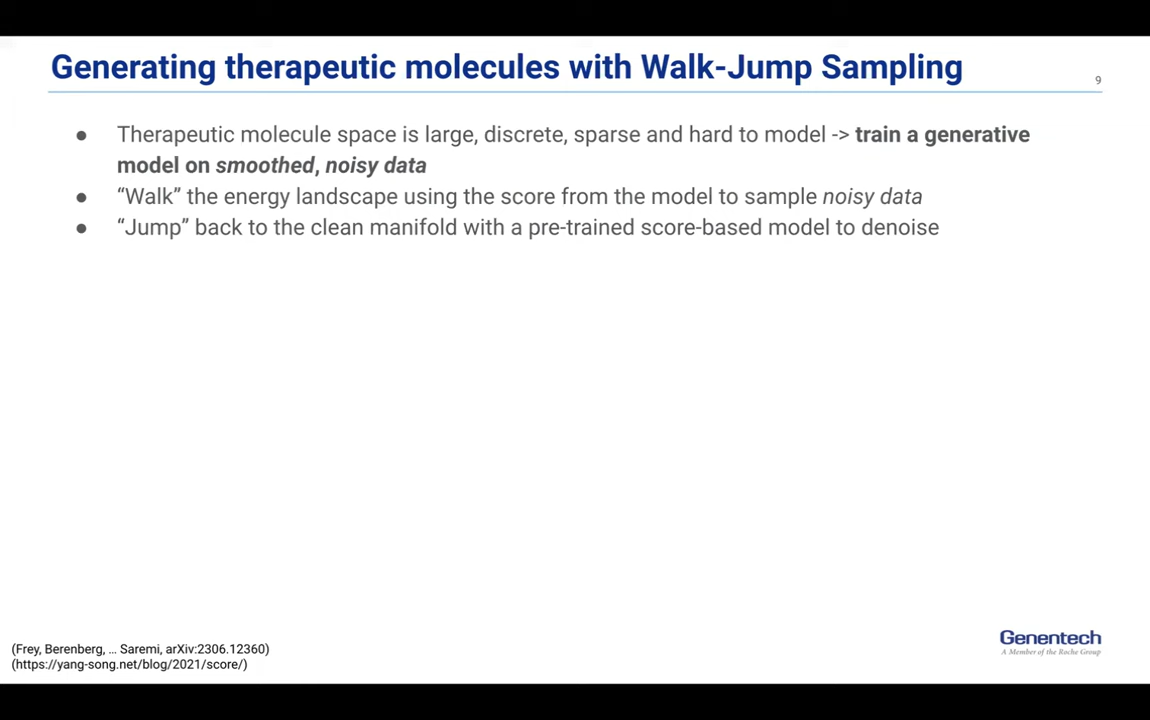 Generating therapeutic molecules with Walk-Jump Sampling
9
● Therapeutic molecule space is large, discrete, sparse and hard to model -> train a generative
model on smoothed, noisy data
● “Walk” the energy landscape using the score from the model to sample noisy data
● “Jump” back to the clean manifold with a pre-trained score-based model to denoise
(Frey, Berenberg, … Saremi, arXiv:2306.12360)
(https://yang-song.net/blog/2021/score/)
Genentech
A Member of the Roche Group